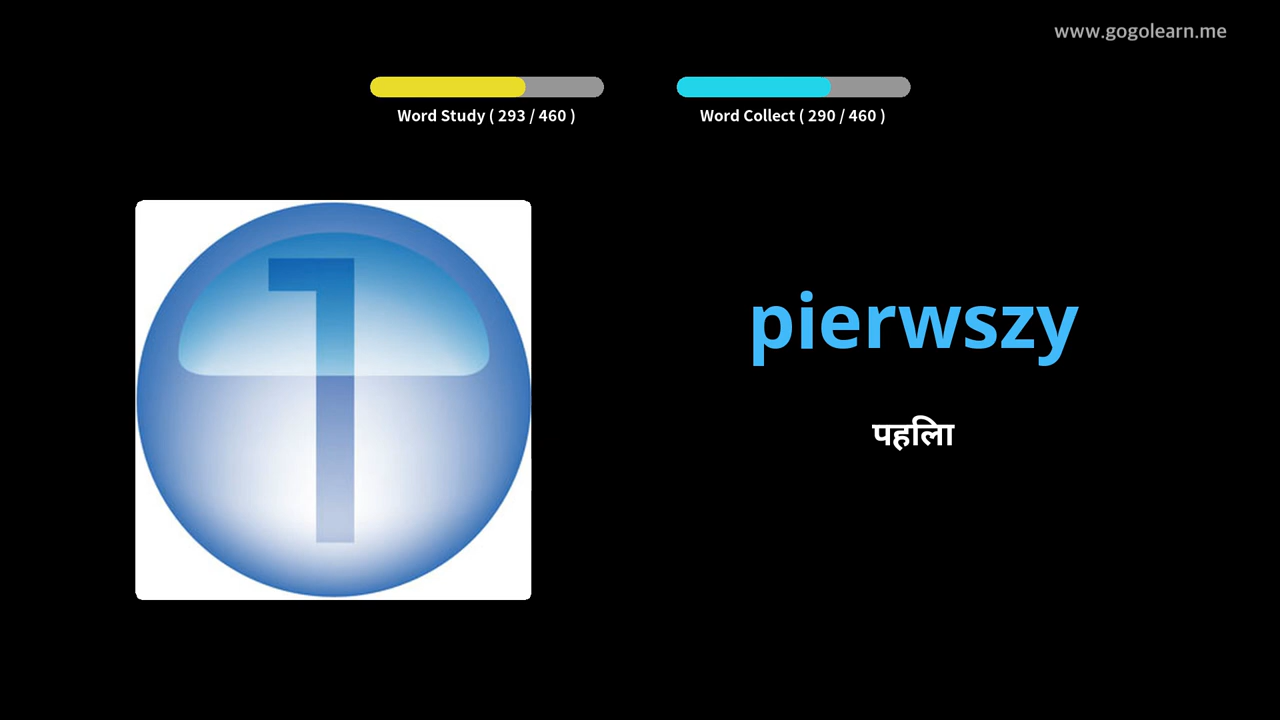 www.gogolearn.me
Word Study ( 293 / 460 )
Word Collect ( 290 / 460 )
1
pierwszy
पहिला